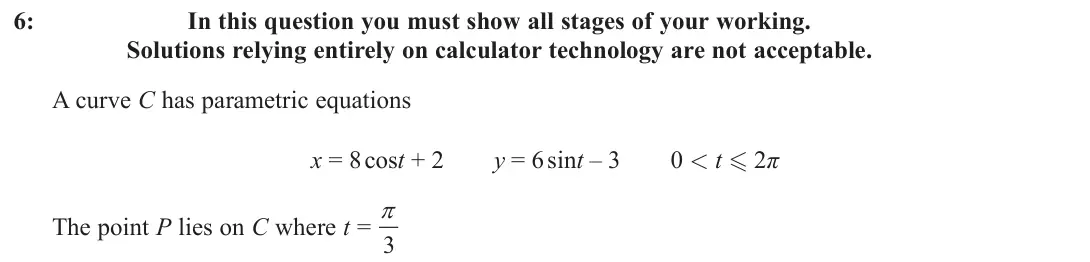 6: In this question you must show all stages of your working.
Solutions relying entirely on calculator technology are not acceptable.
A curve C has parametric equations
x = 8 cos t + 2 y = 6 sin t – 3 0 < t ⩽ 2π
The point P lies on C where t = π/3